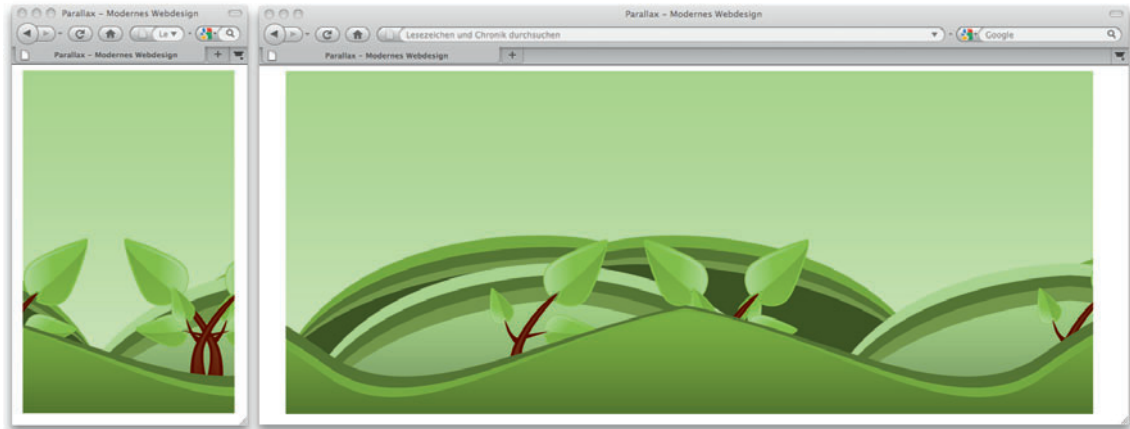 Parallax – Modernes Webdesign
Le
Parallax – Modernes Webdesign
Parallax – Modernes Webdesign
Lesezeichen und Chronik durchsuchen
Google
Parallax – Modernes Webdesign